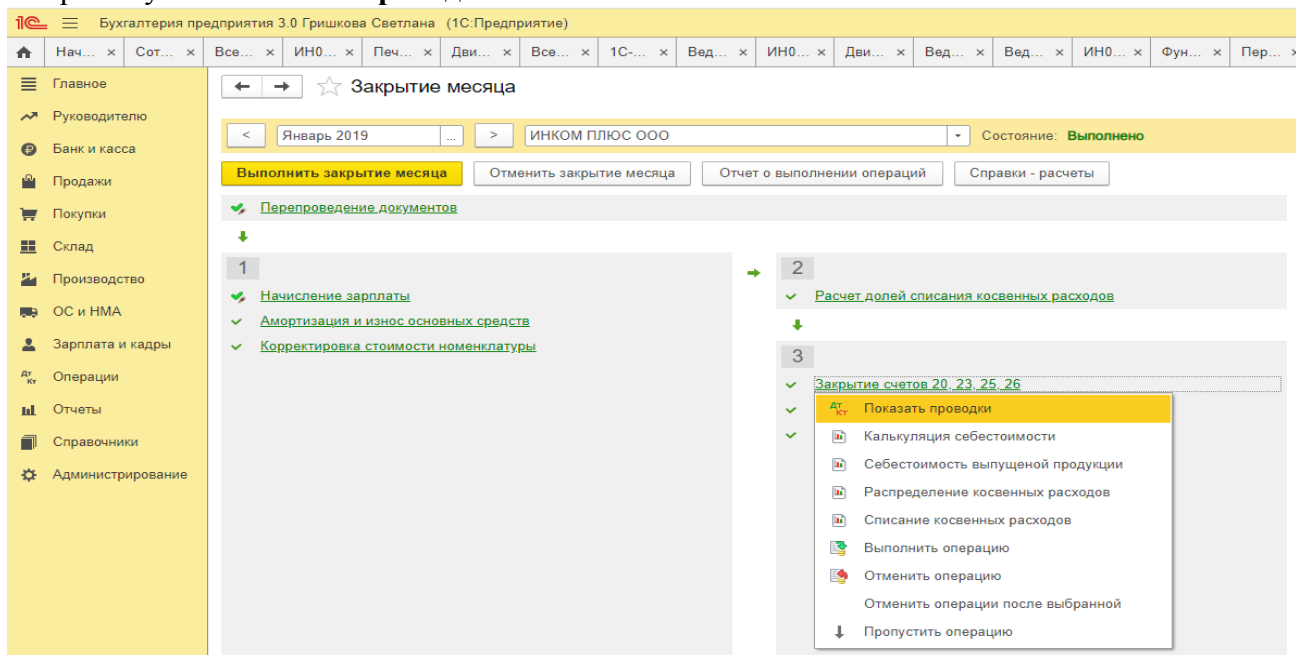 1С Бухгалтерия предприятия 3.0 Гришкова Светлана (1С:Предприятие)
Нач... × Сот... × Все... × ИН0... × Печ... × Дви... × Все... × 1С-... × Вед... × ИН0... × Дви... × Вед... × Вед... × ИН0... × Фун... × Пер... ×
Главное
Руководителю
Банк и касса
Продажи
Покупки
Склад
Производство
ОС и НМА
Зарплата и кадры
Операции
Отчеты
Справочники
Администрирование
Закрытие месяца
< Январь 2019 ... > ИНКОМ ПЛЮС ООО Состояние: Выполнено
Выполнить закрытие месяца Отменить закрытие месяца Отчет о выполнении операций Справки - расчеты
Перепроведение документов
1
Начисление зарплаты
Амортизация и износ основных средств
Корректировка стоимости номенклатуры
2
Расчет долей списания косвенных расходов
3
Закрытие счетов 20, 23, 25, 26
Дт Кт Показать проводки
Калькуляция себестоимости
Себестоимость выпущеной продукции
Распределение косвенных расходов
Списание косвенных расходов
Выполнить операцию
Отменить операцию
Отменить операции после выбранной
Пропустить операцию